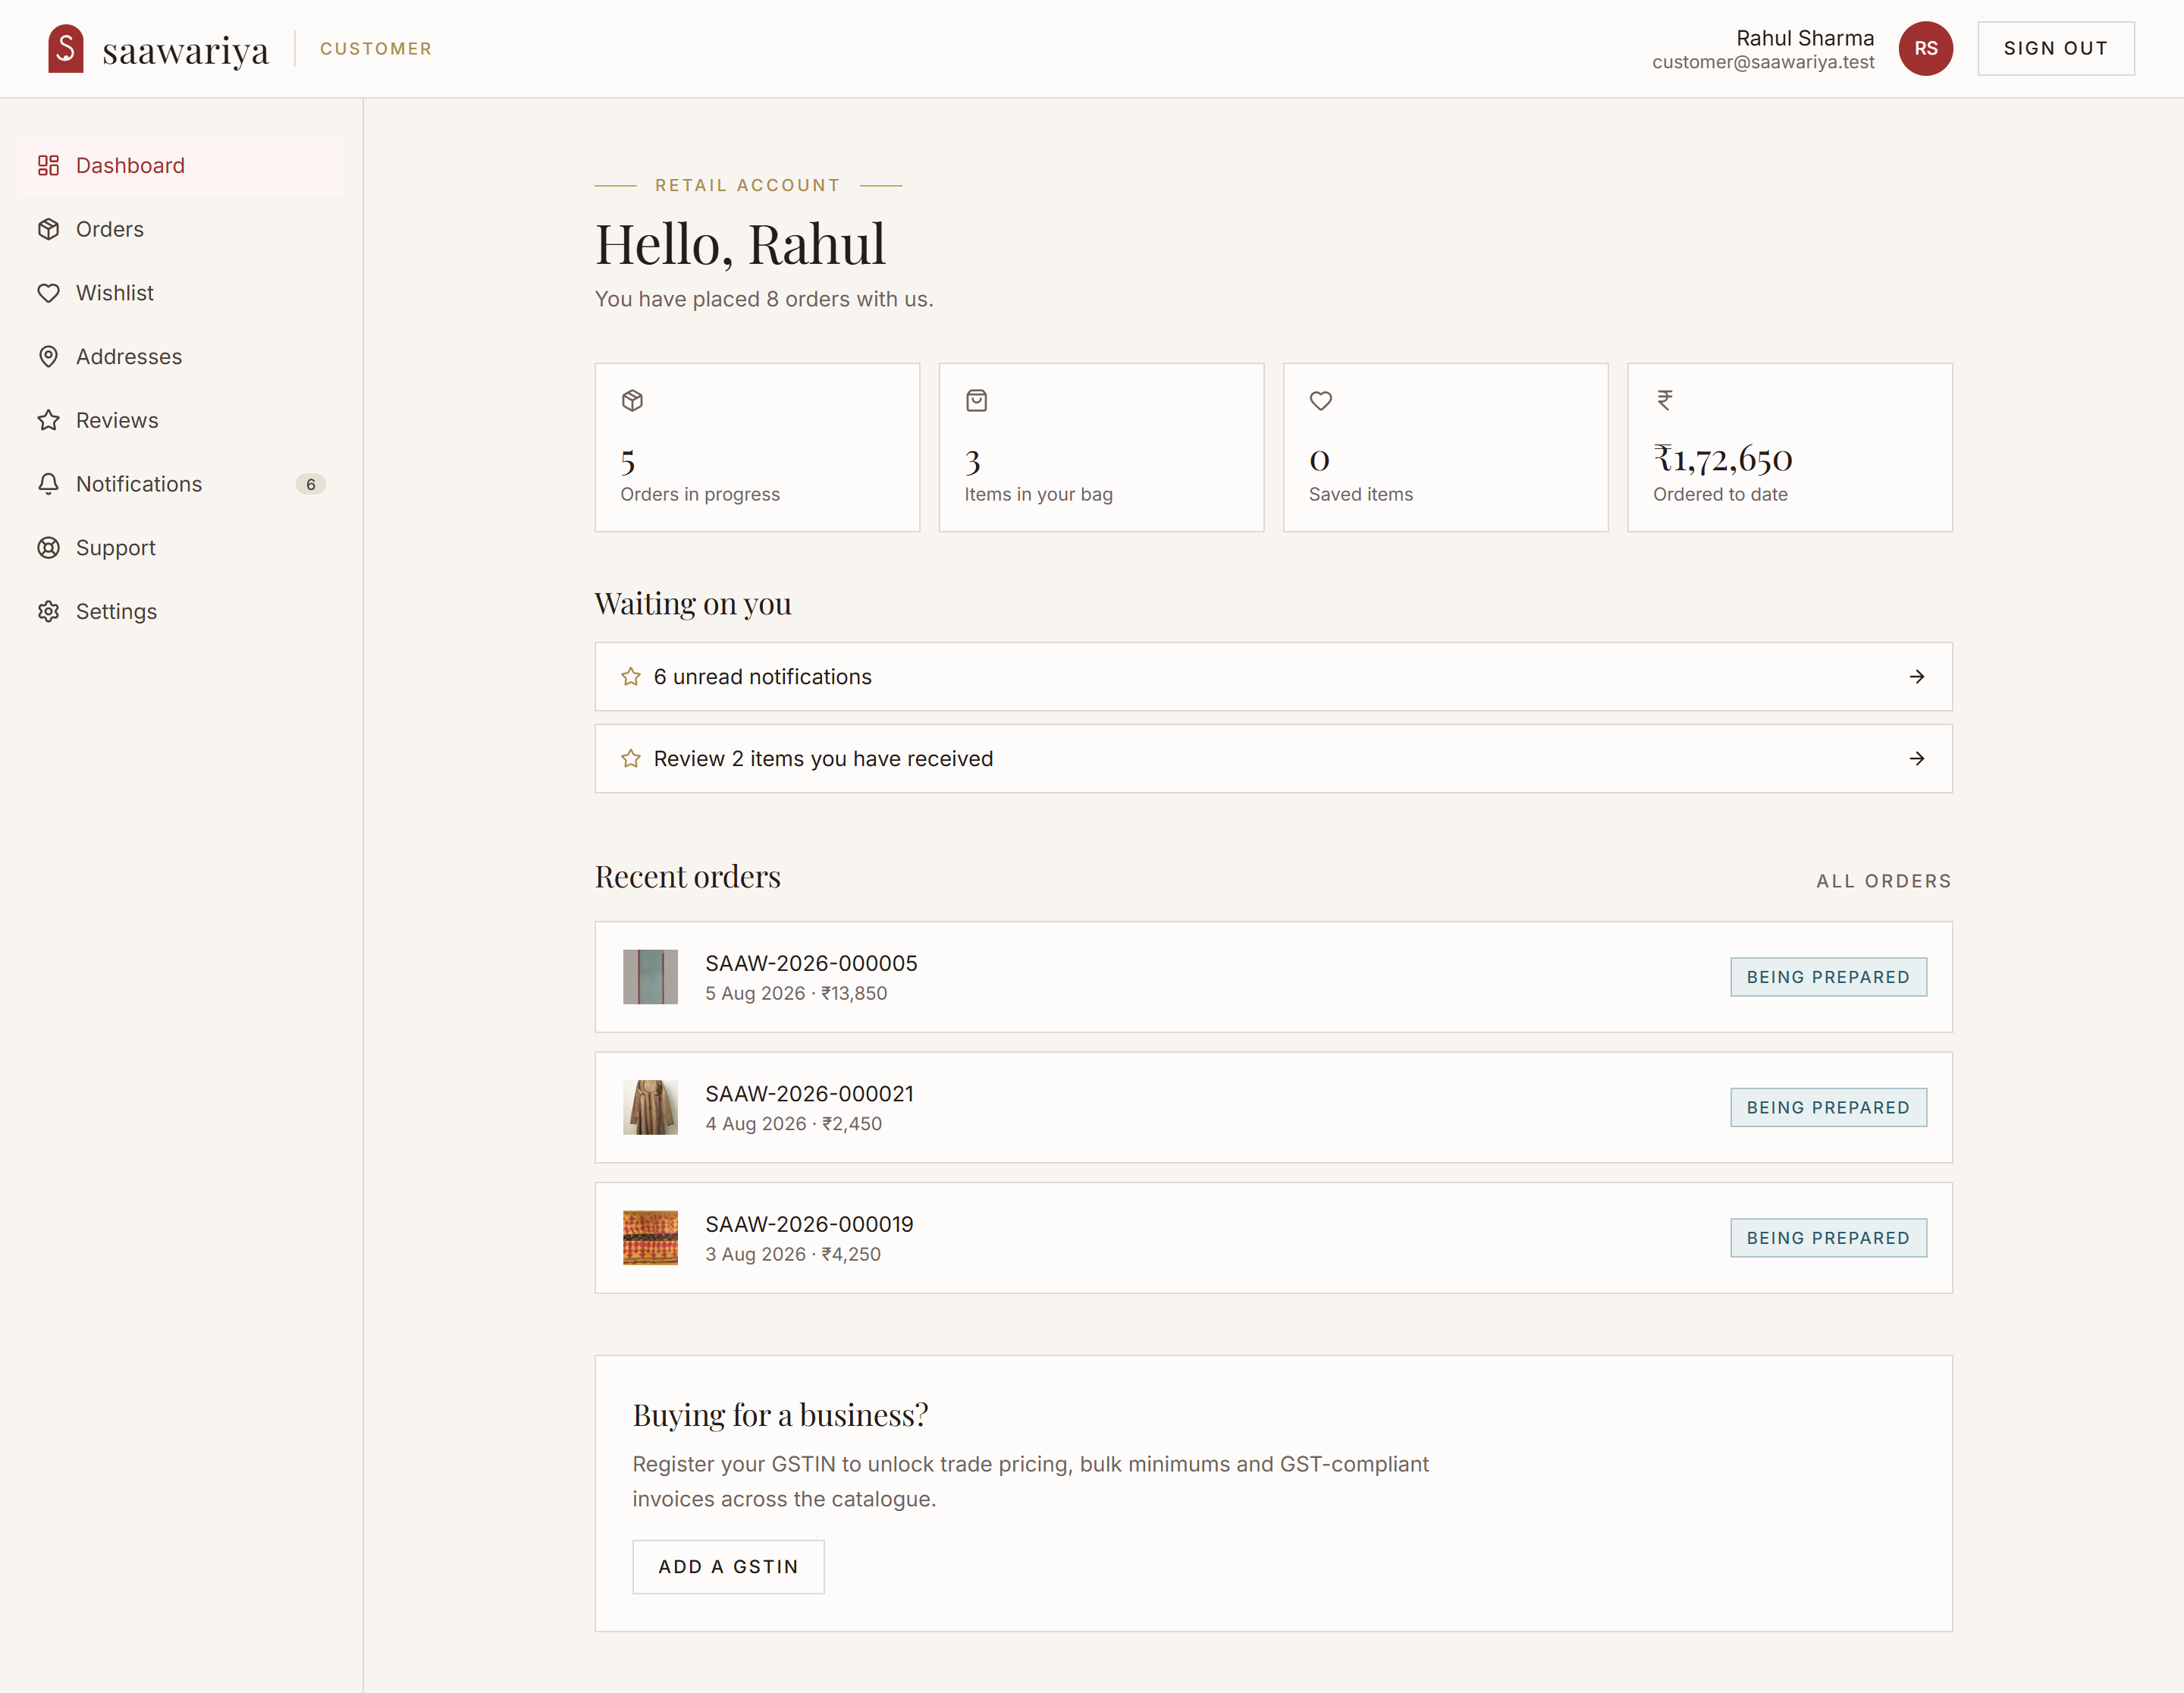 saawariya
CUSTOMER
Rahul Sharma
customer@saawariya.test
RS
SIGN OUT
Dashboard
Orders
Wishlist
Addresses
Reviews
Notifications 6
Support
Settings
RETAIL ACCOUNT
Hello, Rahul
You have placed 8 orders with us.
5
Orders in progress
3
Items in your bag
0
Saved items
₹1,72,650
Ordered to date
Waiting on you
6 unread notifications
Review 2 items you have received
Recent orders
ALL ORDERS
SAAW-2026-000005
5 Aug 2026 · ₹13,850
BEING PREPARED
SAAW-2026-000021
4 Aug 2026 · ₹2,450
BEING PREPARED
SAAW-2026-000019
3 Aug 2026 · ₹4,250
BEING PREPARED
Buying for a business?
Register your GSTIN to unlock trade pricing, bulk minimums and GST-compliant
invoices across the catalogue.
ADD A GSTIN